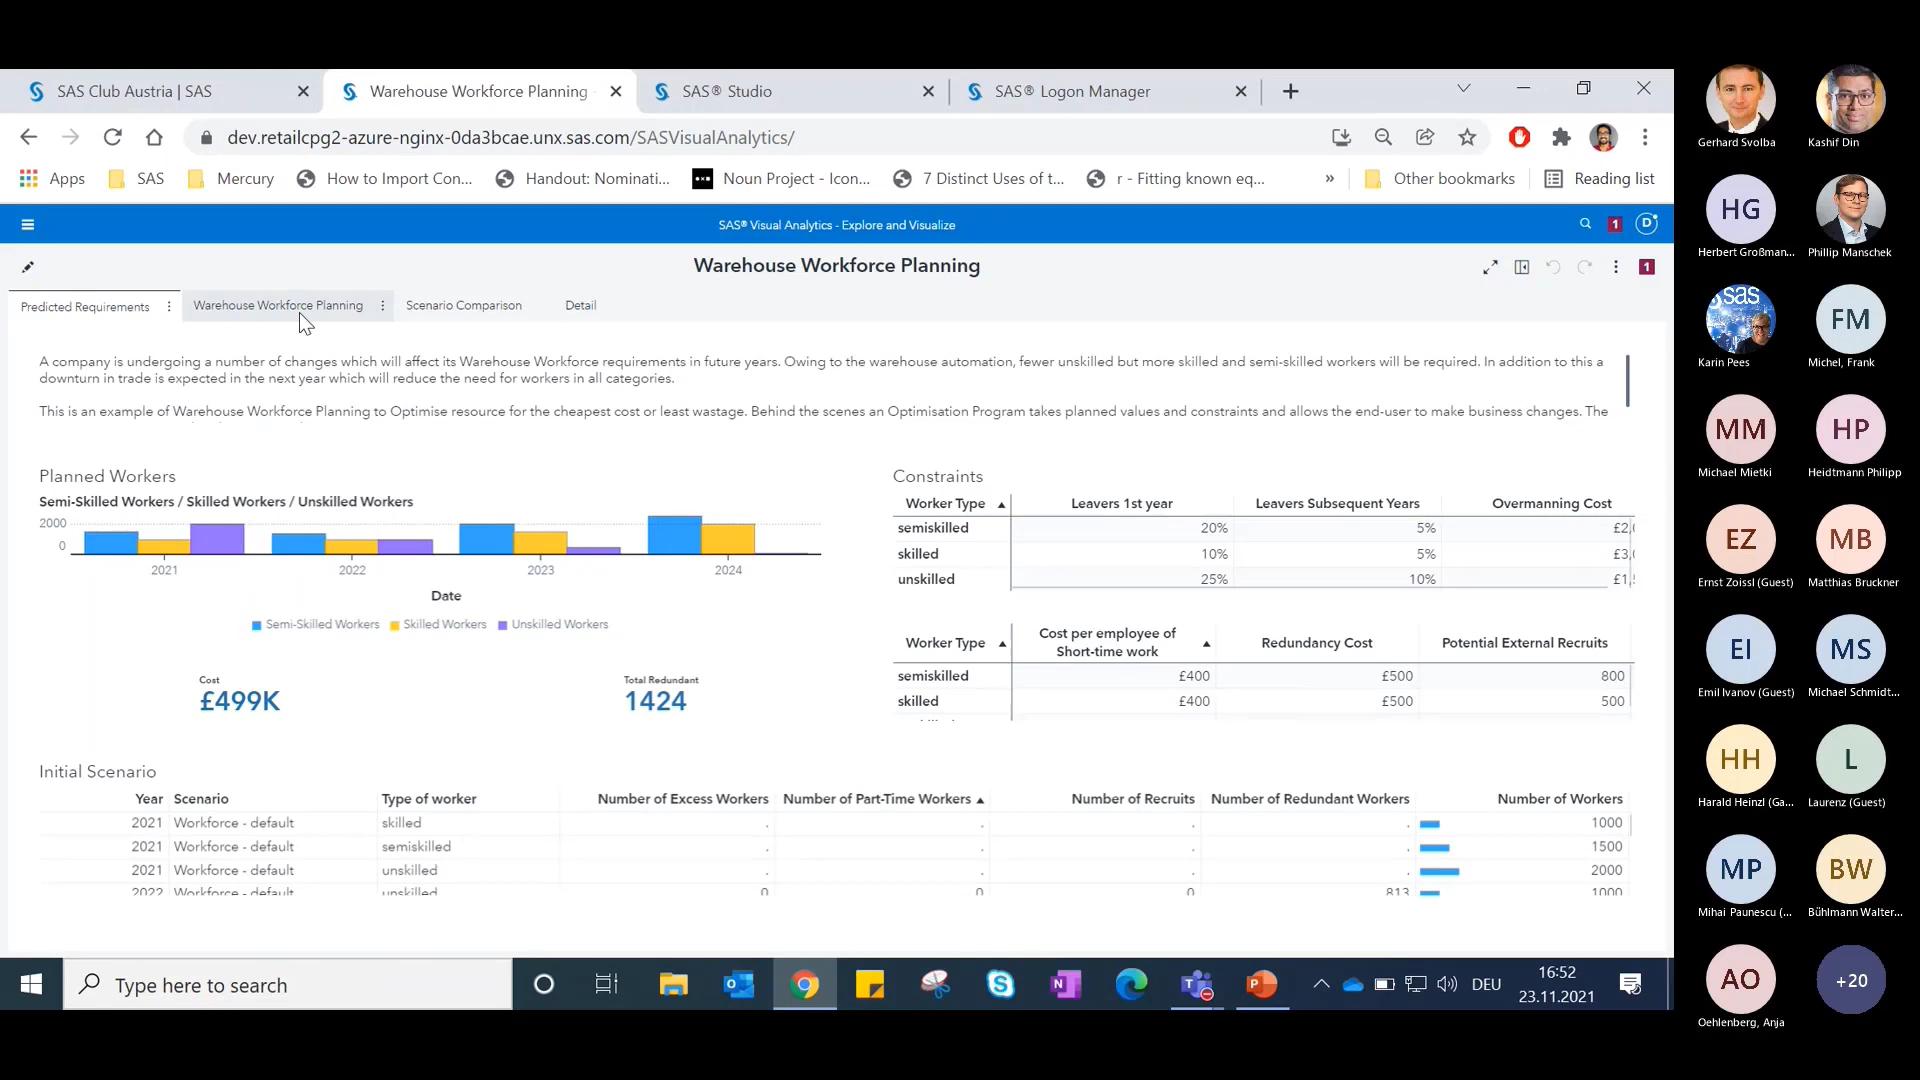 SAS Club Austria | SAS
Warehouse Workforce Planning
SAS® Studio
SAS® Logon Manager
dev.retailcpg2-azure-nginx-0da3bcae.unx.sas.com/SASVisualAnalytics/
Apps
SAS
Mercury
How to Import Con...
Handout: Nominati...
Noun Project - Icon...
7 Distinct Uses of t...
r - Fitting known eq...
»
Other bookmarks
Reading list
SAS® Visual Analytics - Explore and Visualize
1
D
Warehouse Workforce Planning
1
Predicted Requirements
Warehouse Workforce Planning
Scenario Comparison
Detail
A company is undergoing a number of changes which will affect its Warehouse Workforce requirements in future years. Owing to the warehouse automation, fewer unskilled but more skilled and semi-skilled workers will be required. In addition to this a
downturn in trade is expected in the next year which will reduce the need for workers in all categories.
This is an example of Warehouse Workforce Planning to Optimise resource for the cheapest cost or least wastage. Behind the scenes an Optimisation Program takes planned values and constraints and allows the end-user to make business changes. The
Planned Workers
Semi-Skilled Workers / Skilled Workers / Unskilled Workers
2000
0
2021 2022 2023 2024
Date
Semi-Skilled Workers Skilled Workers Unskilled Workers
Cost
£499K
Total Redundant
1424
Constraints
Worker Type Leavers 1st year Leavers Subsequent Years Overmanning Cost
semiskilled 20% 5% £2,
skilled 10% 5% £3,
unskilled 25% 10% £1,
Worker Type Cost per employee of Short-time work Redundancy Cost Potential External Recruits
semiskilled £400 £500 800
skilled £400 £500 500
Initial Scenario
Year Scenario Type of worker Number of Excess Workers Number of Part-Time Workers Number of Recruits Number of Redundant Workers Number of Workers
2021 Workforce - default skilled . . . . 1000
2021 Workforce - default semiskilled . . . . 1500
2021 Workforce - default unskilled . . . . 2000
2022 Workforce - default unskilled 0 0 0 813 1000
Type here to search
DEU
16:52
23.11.2021
Gerhard Svolba
Kashif Din
HG
Herbert Großman...
Phillip Manschek
sas
Karin Pees
FM
Michel, Frank
MM
Michael Mietki
HP
Heidtmann Philipp
EZ
Ernst Zoissl (Guest)
MB
Matthias Bruckner
EI
Emil Ivanov (Guest)
MS
Michael Schmidt...
HH
Harald Heinzl (Ga...
L
Laurenz (Guest)
MP
Mihai Paunescu (...
BW
Bühlmann Walter...
AO
Oehlenberg, Anja
+20